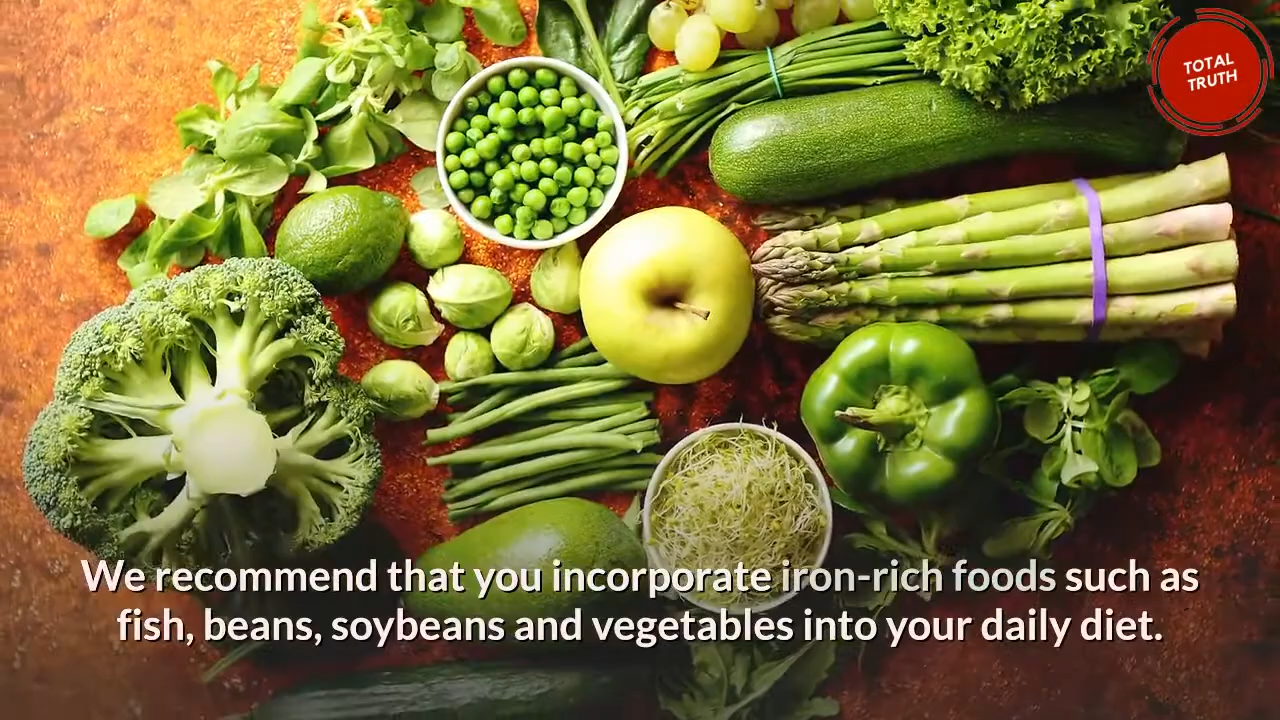 TOTAL
TRUTH
We recommend that you incorporate iron-rich foods such as
fish, beans, soybeans and vegetables into your daily diet.